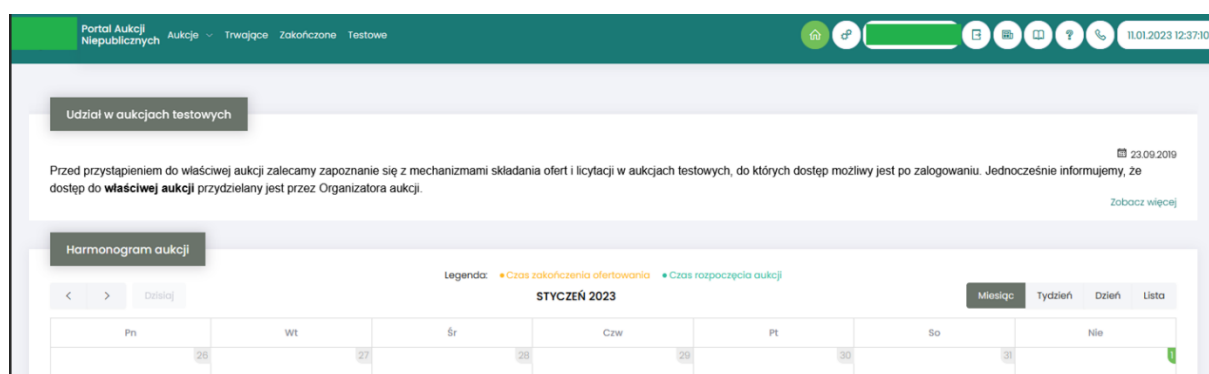 Portal Aukcji
Niepublicznych
Aukcje Trwające Zakończone Testowe
11.01.2023 12:37:10
Udział w aukcjach testowych
23.09.2019
Przed przystąpieniem do właściwej aukcji zalecamy zapoznanie się z mechanizmami składania ofert i licytacji w aukcjach testowych, do których dostęp możliwy jest po zalogowaniu. Jednocześnie informujemy, że
dostęp do właściwej aukcji przydzielany jest przez Organizatora aukcji.
Zobacz więcej
Harmonogram aukcji
Legenda: Czas zakończenia ofertowania Czas rozpoczęcia aukcji
< > Dzisiaj STYCZEŃ 2023 Miesiąc Tydzień Dzień Lista
Pn Wt Śr Czw Pt So Nie
26 27 28 29 30 31 1